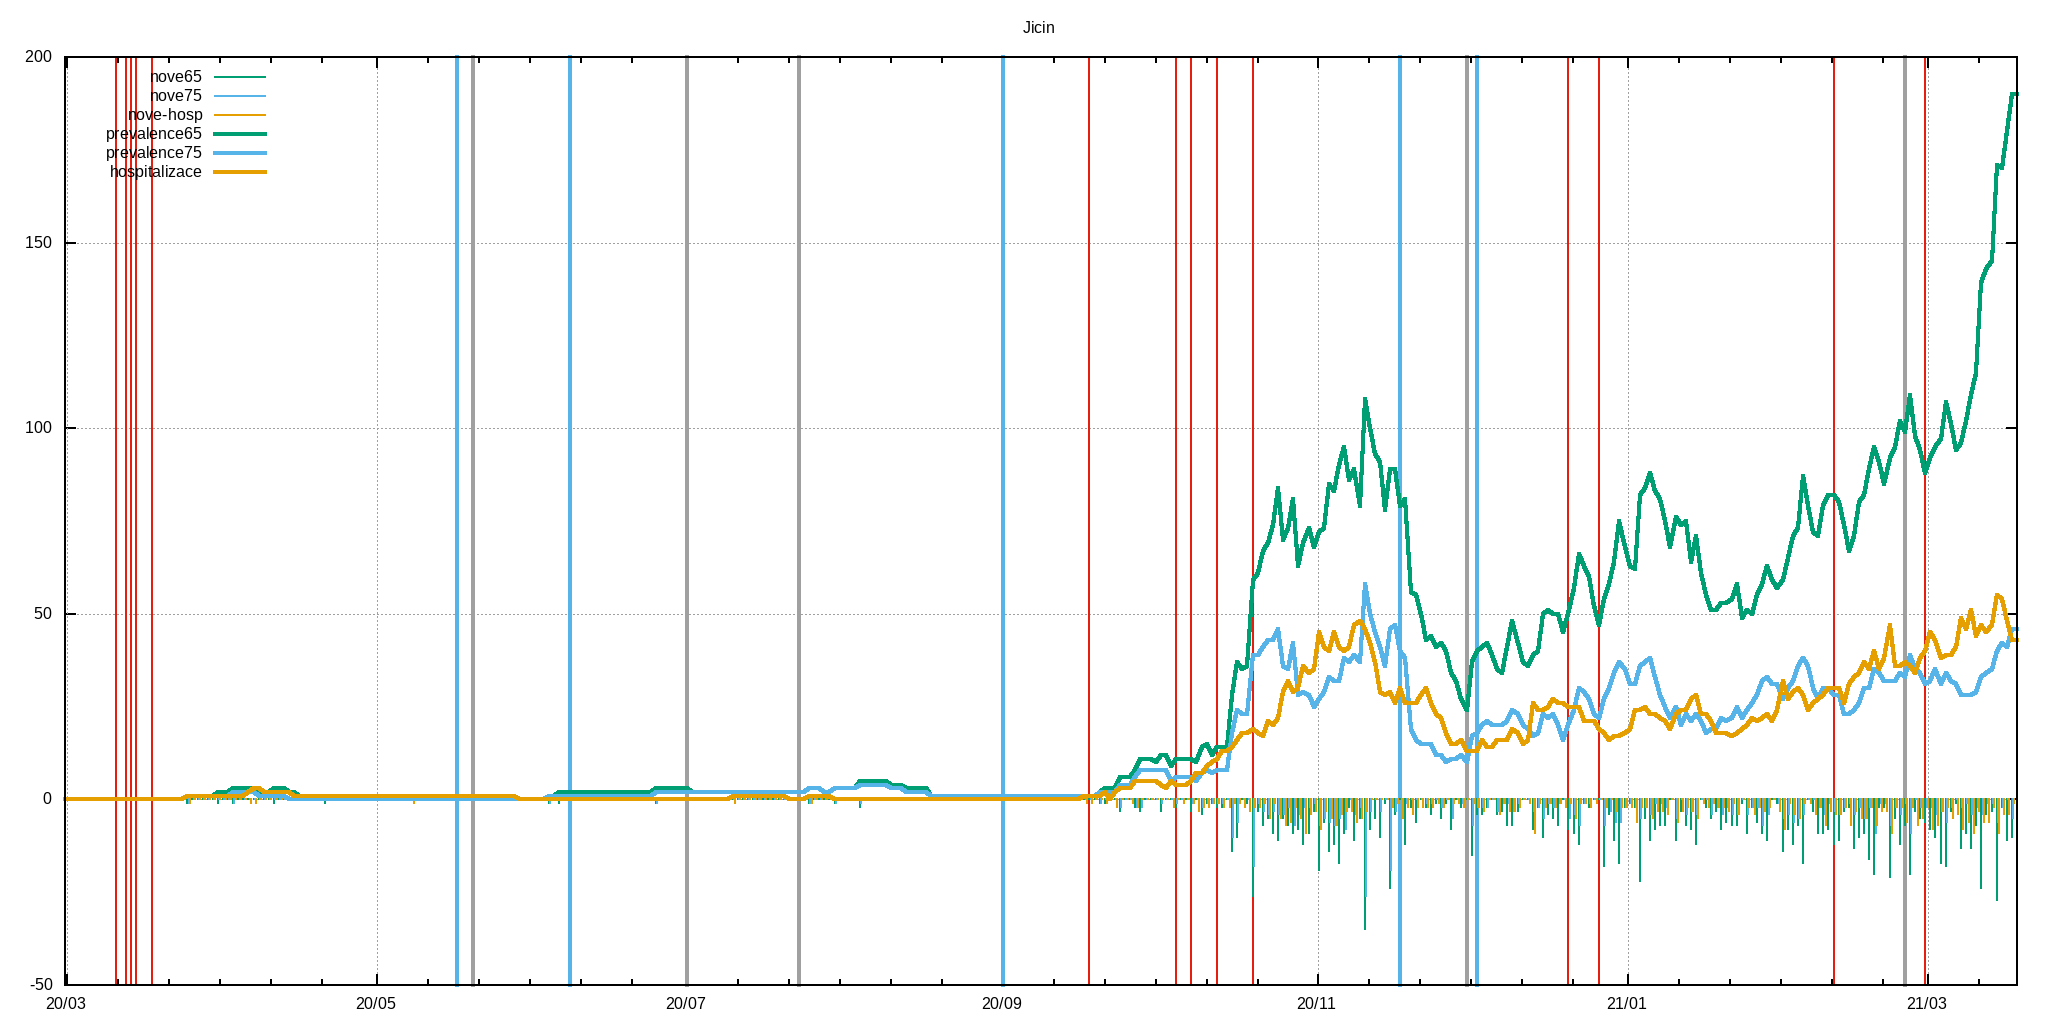 Jicin
200
nove65
nove75
nove-hosp
prevalence65
prevalence75
hospitalizace
150
100
50
0
-50
20/03 20/05 20/07 20/09 20/11 21/01 21/03